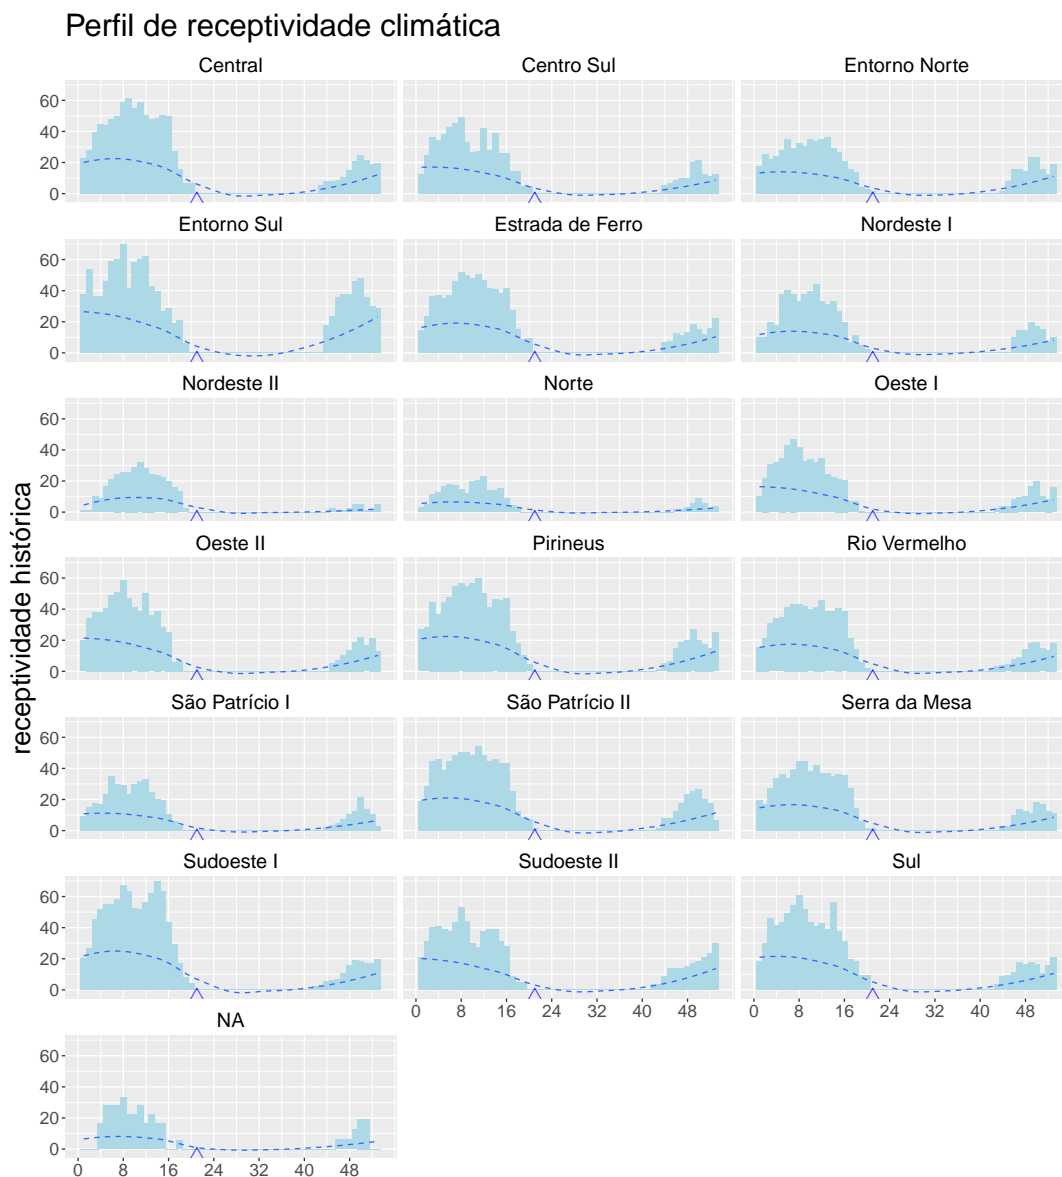 Perfil de receptividade climática
Central Centro Sul Entorno Norte
60
40
20
0
Entorno Sul Estrada de Ferro Nordeste I
60
40
20
0
Nordeste II Norte Oeste I
60
40
20
0
Oeste II Pirineus Rio Vermelho
60
40
20
0
receptividade histórica
São Patrício I São Patrício II Serra da Mesa
60
40
20
0
Sudoeste I Sudoeste II Sul
60
40
20
0
0 8 16 24 32 40 48 0 8 16 24 32 40 48
NA
60
40
20
0
0 8 16 24 32 40 48